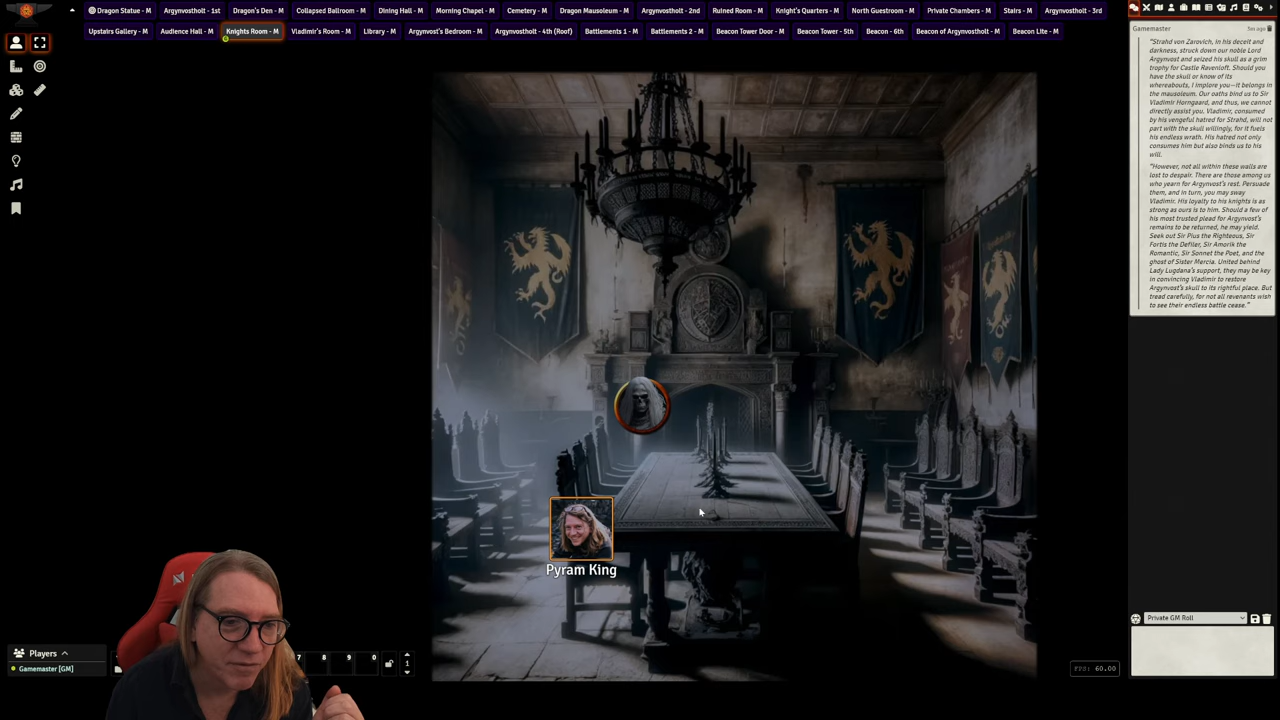 Dragon Statue - M Argynvostholt - 1st Dragon's Den - M Collapsed Ballroom - M Dining Hall - M Morning Chapel - M Cemetery - M Dragon Mausoleum - M Argynvostholt - 2nd Ruined Room - M Knight's Quarters - M North Guestroom - M Private Chambers - M Stairs - M Argynvostholt - 3rd
Upstairs Gallery - M Audience Hall - M Knights Room - M Vladimir's Room - M Library - M Argynvost's Bedroom - M Argynvostholt - 4th (Roof) Battlements 1 - M Battlements 2 - M Beacon Tower Door - M Beacon Tower - 5th Beacon - 6th Beacon of Argynvostholt - M Beacon Lite - M
G
Gamemaster 5m ago
"Strahd von Zarovich, in his deceit and
darkness, struck down our noble Lord
Argynvost and seized his skull as a grim
trophy for Castle Ravenloft. Should you
have the skull or know of its
whereabouts, I implore you—it belongs in
the mausoleum. Our oaths bind us to Sir
Vladimir Horngaard, and thus, we cannot
directly assist you. Vladimir, consumed
by his vengeful hatred for Strahd, will not
part with the skull willingly, for it fuels
his endless wrath. His hatred not only
consumes him but also binds us to his
will.
"However, not all within these walls are
lost to despair. There are those among us
who yearn for Argynvost's rest. Persuade
them, and in turn, you may sway
Vladimir. His loyalty to his knights is as
strong as ours is to him. Should a few of
his most trusted plead for Argynvost's
remains to be returned, he may yield.
Seek out Sir Pius the Righteous, Sir
Fortis the Defiler, Sir Amorik the
Romantic, Sir Sonnet the Poet, and the
ghost of Sister Mercia. United behind
Lady Lugdana's support, they may be key
in convincing Vladimir to restore
Argynvost's skull to its rightful place. But
tread carefully, for not all revenants wish
to see their endless battle cease."
Pyram King
Private GM Roll
Players
Gamemaster [GM]
7 8 9 0
1
FPS: 60.00